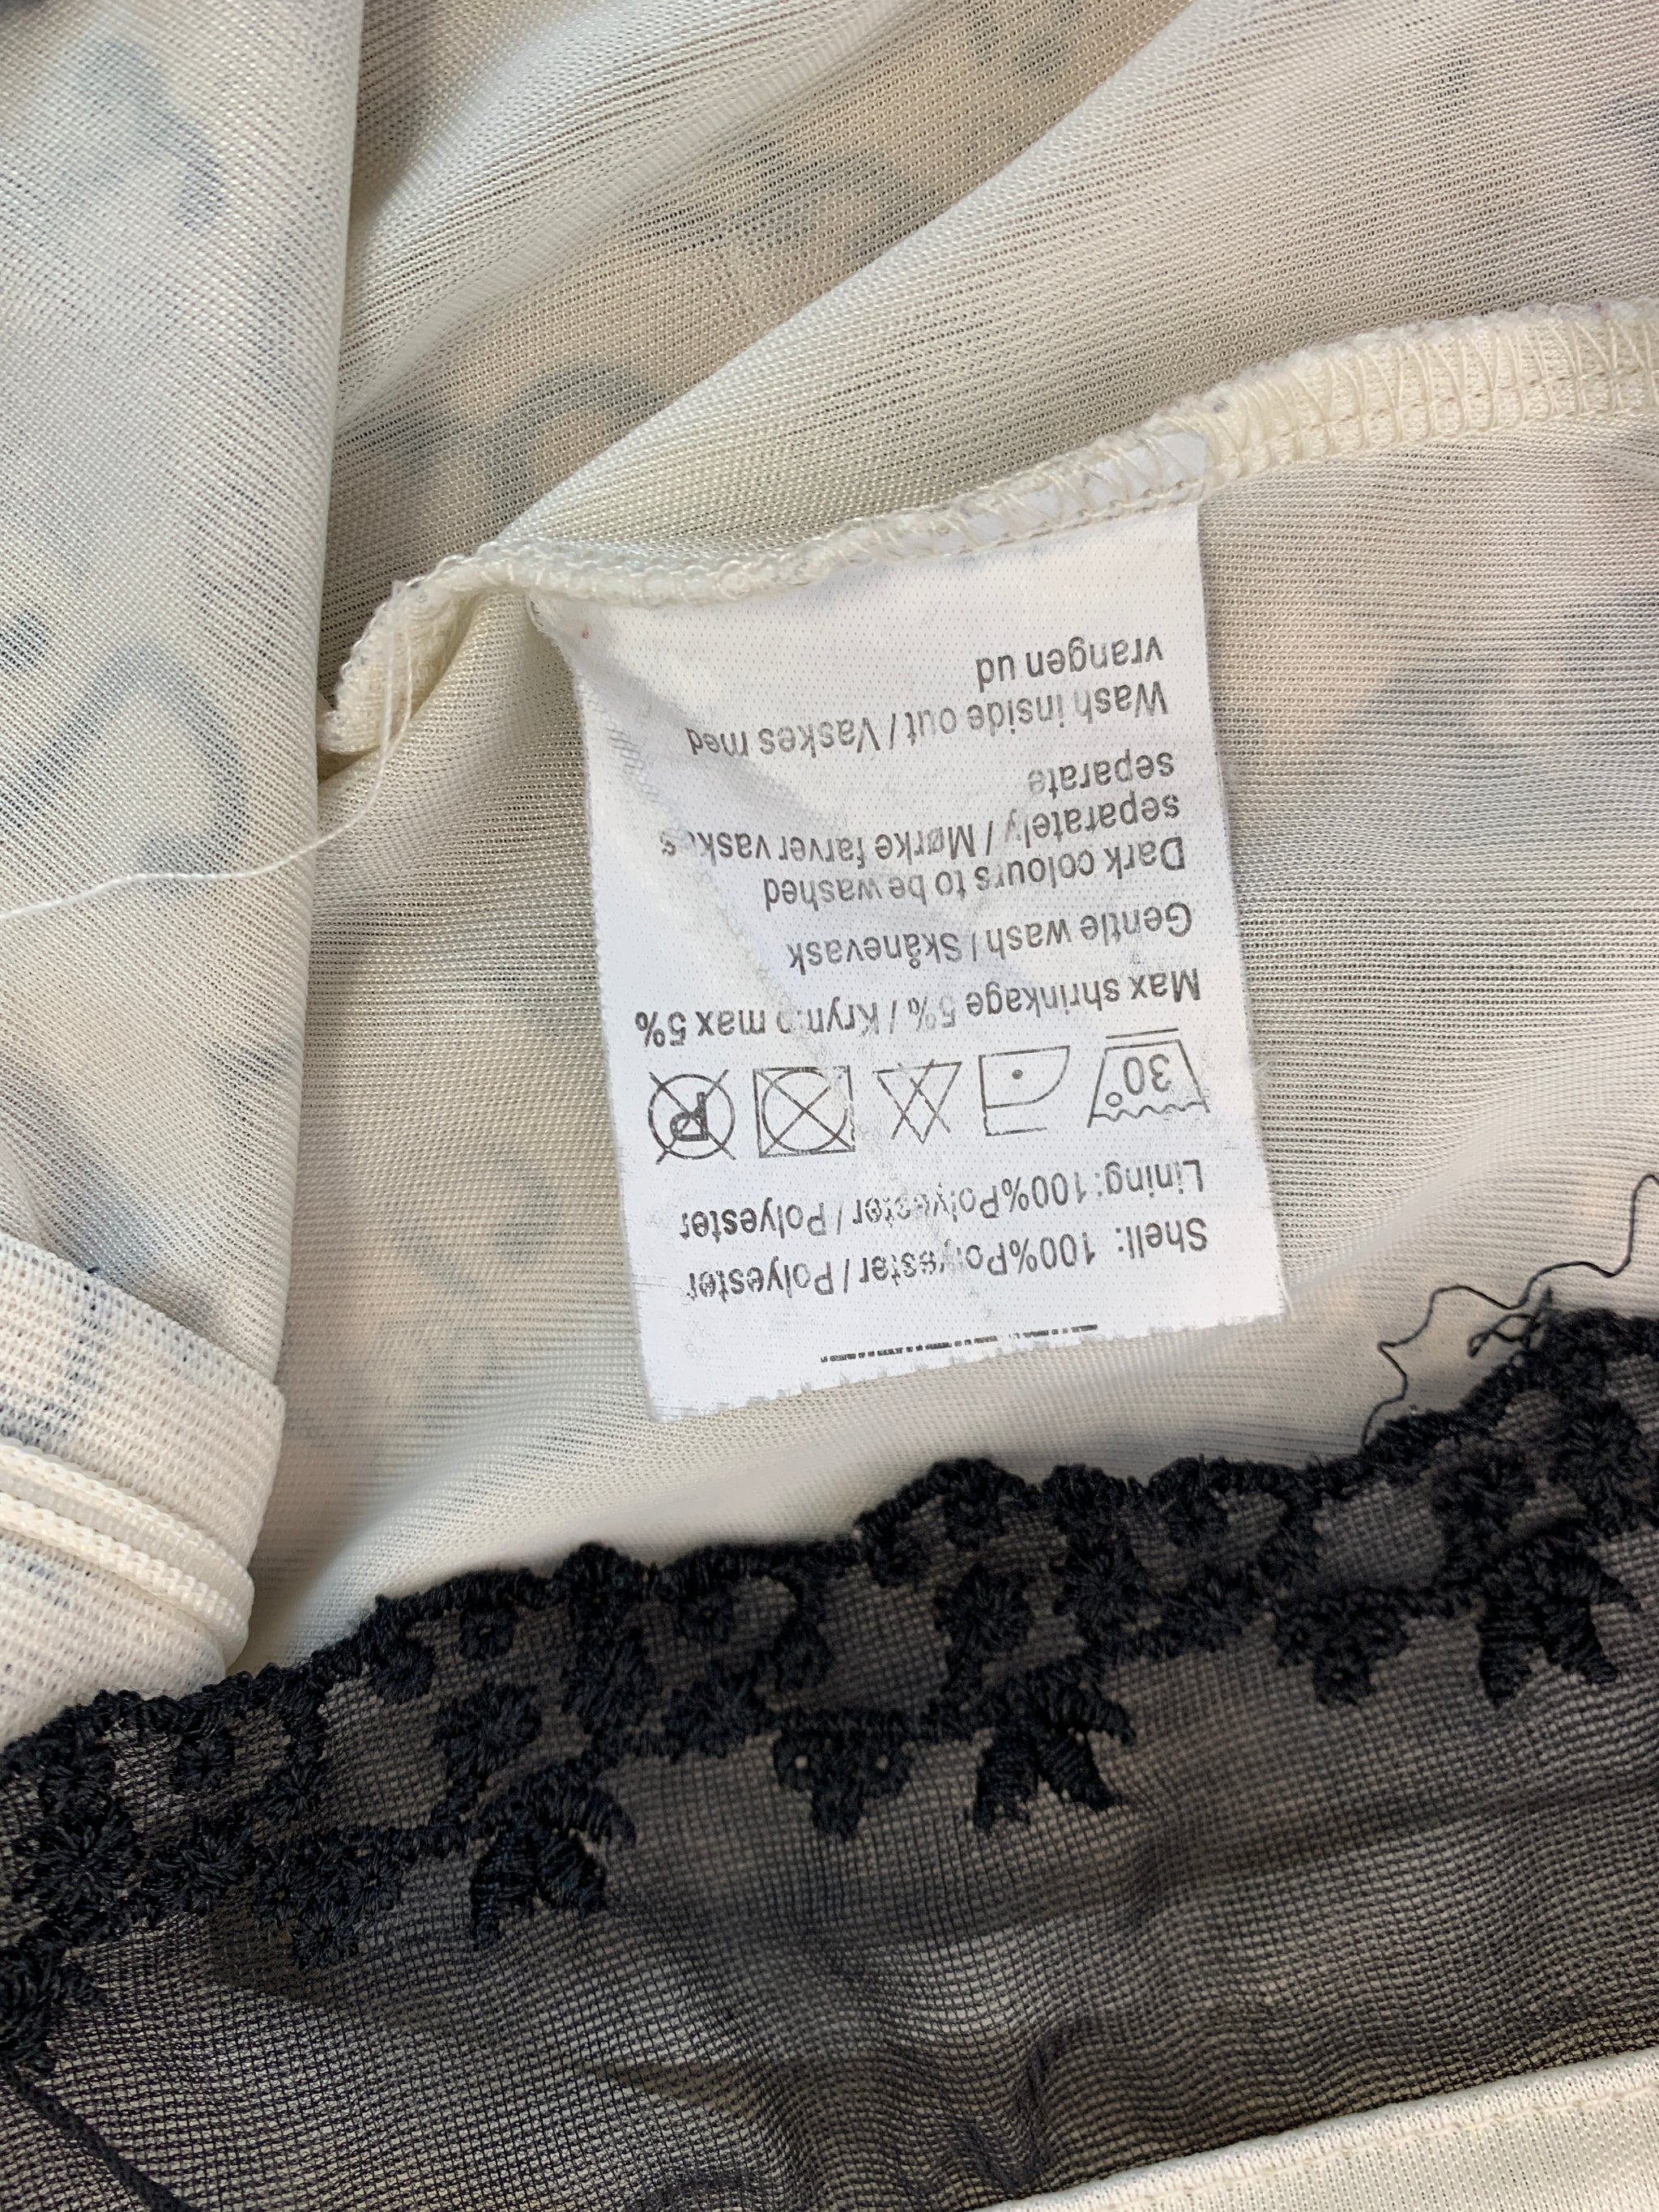 Shell: 100%Polyester / Polyester
Lining:100%Polyester / Polyester
30°
P
Max shrinkage 5% / Krymp max 5%
Gentle wash / Skånevask
Dark colours to be washed
separately / Mørke farver vaskes
separate
Wash inside out / Vaskes med
vrangen ud